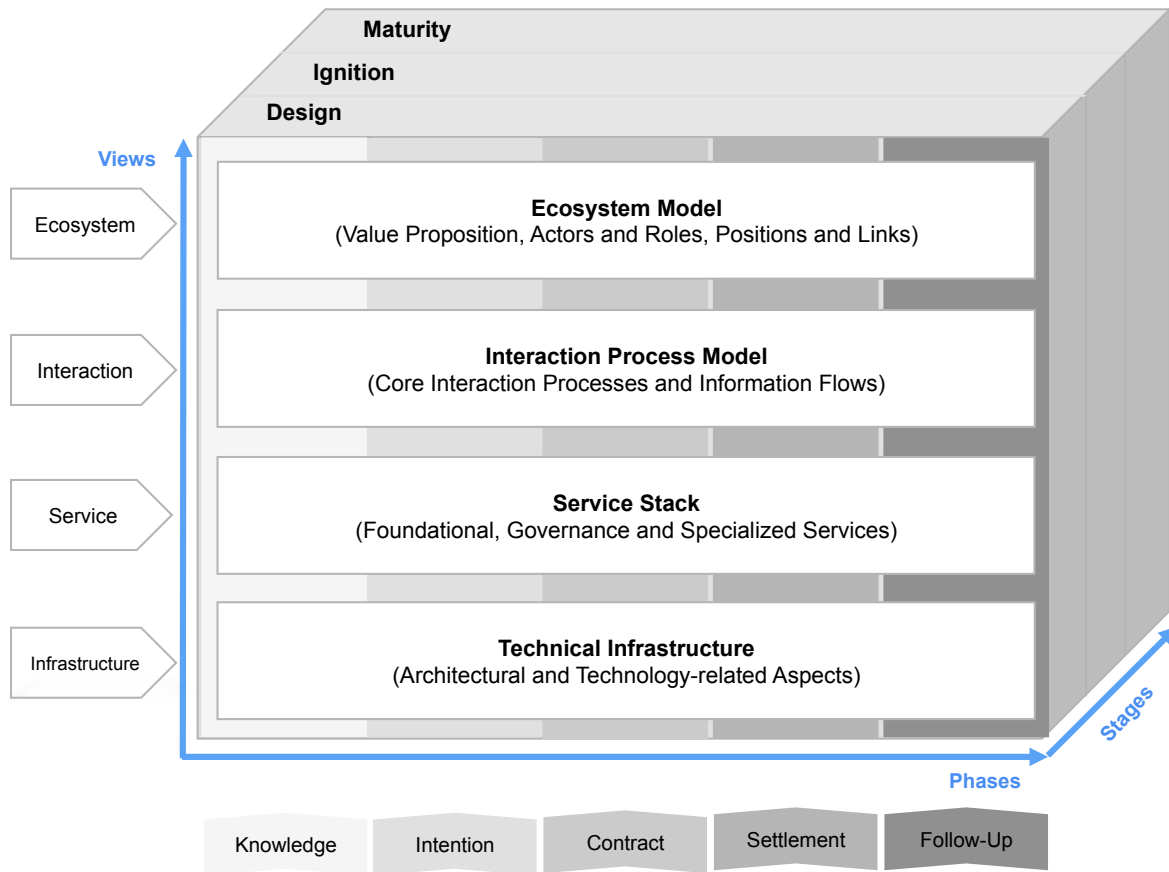 Maturity
Ignition
Design
Views
Ecosystem
Ecosystem Model
(Value Proposition, Actors and Roles, Positions and Links)
Interaction
Interaction Process Model
(Core Interaction Processes and Information Flows)
Service
Service Stack
(Foundational, Governance and Specialized Services)
Infrastructure
Technical Infrastructure
(Architectural and Technology-related Aspects)
Stages
Phases
Knowledge
Intention
Contract
Settlement
Follow-Up